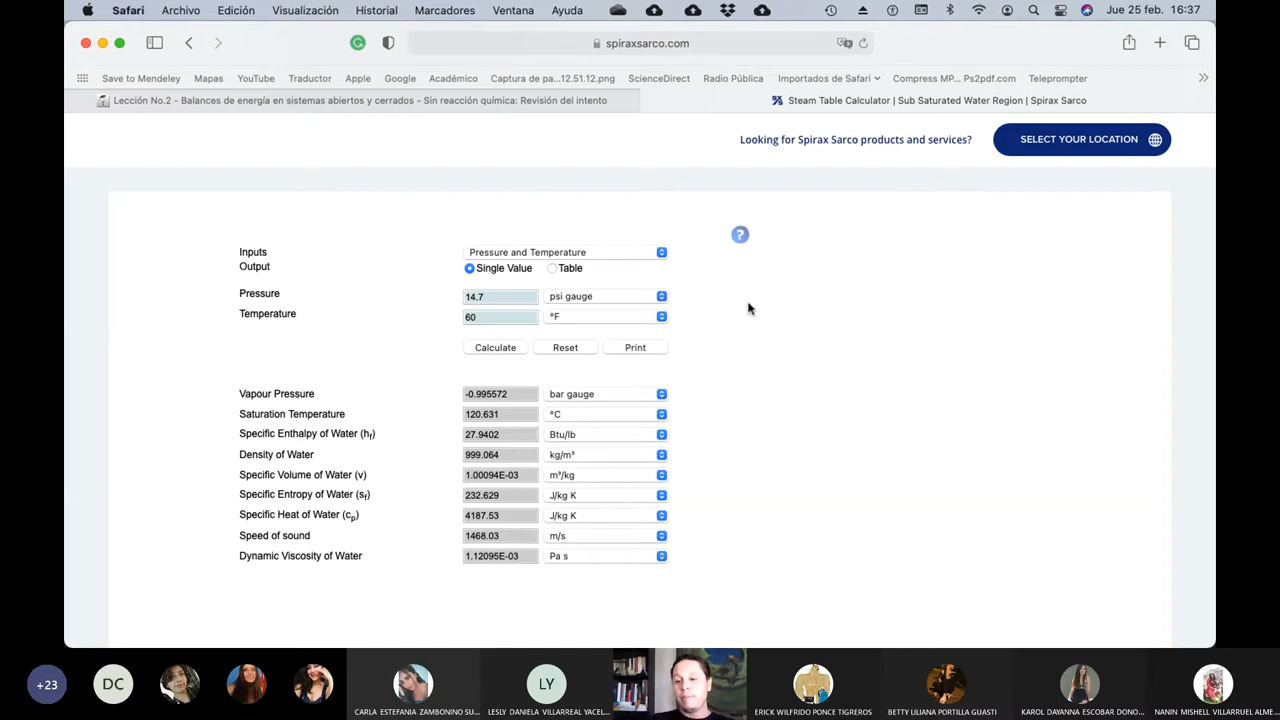 Safari Archivo Edición Visualización Historial Marcadores Ventana Ayuda Jue 25 feb. 16:37
spiraxsarco.com
Save to Mendeley Mapas YouTube Traductor Apple Google Académico Captura de pa...12.51.12.png ScienceDirect Radio Pública Importados de Safari Compress MP... Ps2pdf.com Teleprompter
Lección No.2 - Balances de energía en sistemas abiertos y cerrados - Sin reacción química: Revisión del intento Steam Table Calculator | Sub Saturated Water Region | Spirax Sarco
Looking for Spirax Sarco products and services? SELECT YOUR LOCATION
?
Inputs Pressure and Temperature
Output Single Value Table
Pressure 14.7 psi gauge
Temperature 60 °F
Calculate Reset Print
Vapour Pressure -0.995572 bar gauge
Saturation Temperature 120.631 °C
Specific Enthalpy of Water (hf) 27.9402 Btu/lb
Density of Water 999.064 kg/m³
Specific Volume of Water (v) 1.00094E-03 m³/kg
Specific Entropy of Water (sf) 232.629 J/kg K
Specific Heat of Water (cp) 4187.53 J/kg K
Speed of sound 1468.03 m/s
Dynamic Viscosity of Water 1.12095E-03 Pa s
+23 DC LY
CARLA ESTEFANIA ZAMBONINO SU... LESLY DANIELA VILLARREAL YACEL... ERICK WILFRIDO PONCE TIGREROS BETTY LILIANA PORTILLA GUASTI KAROL DAYANNA ESCOBAR DONO... NANIN MISHELL VILLARRUEL ALME...